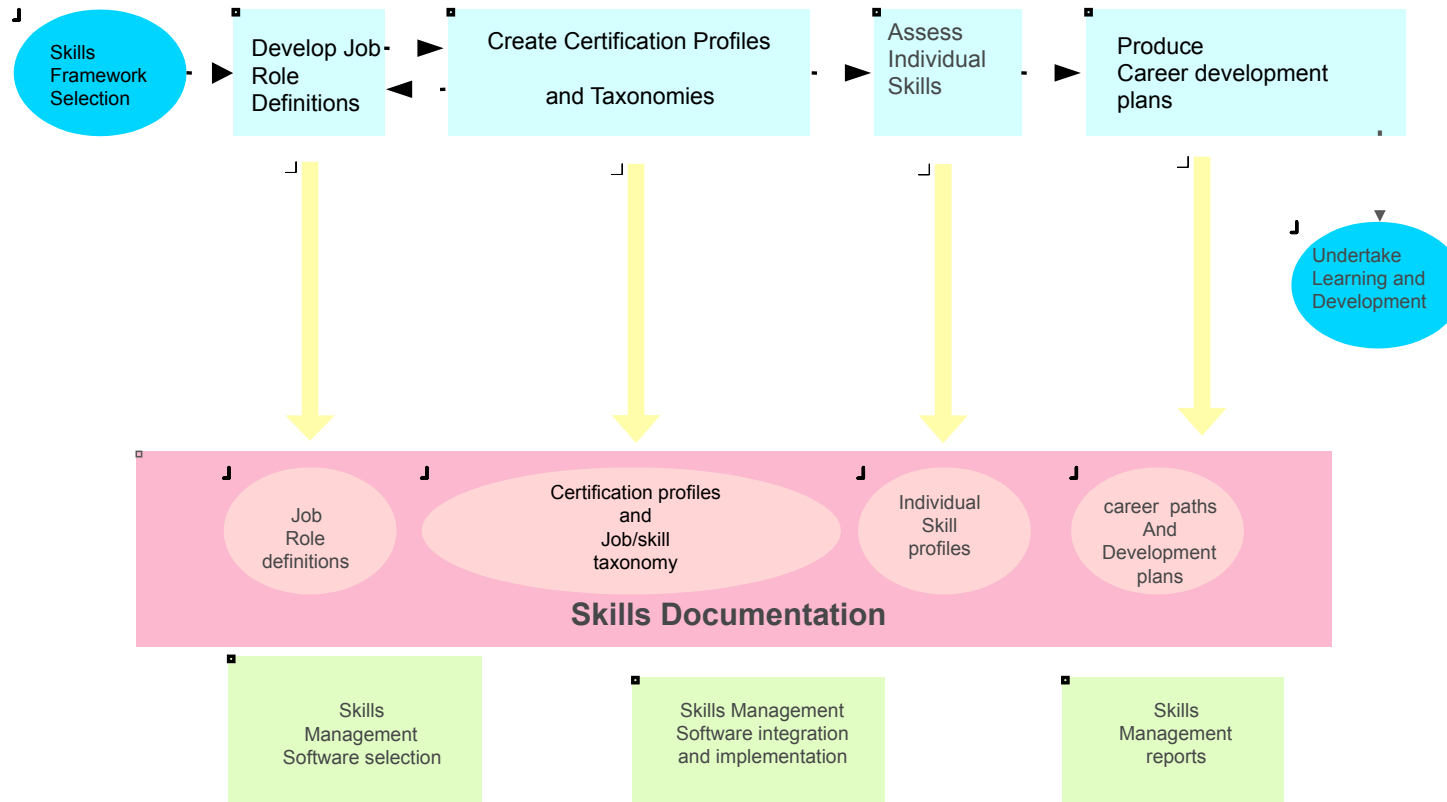 Skills
Framework
Selection
Develop Job
Role
Definitions
Create Certification Profiles
and Taxonomies
Assess
Individual
Skills
Produce
Career development
plans
Undertake
Learning and
Development
Job
Role
definitions
Certification profiles
and
Job/skill
taxonomy
Individual
Skill
profiles
career paths
And
Development
plans
Skills Documentation
Skills
Management
Software selection
Skills Management
Software integration
and implementation
Skills
Management
reports